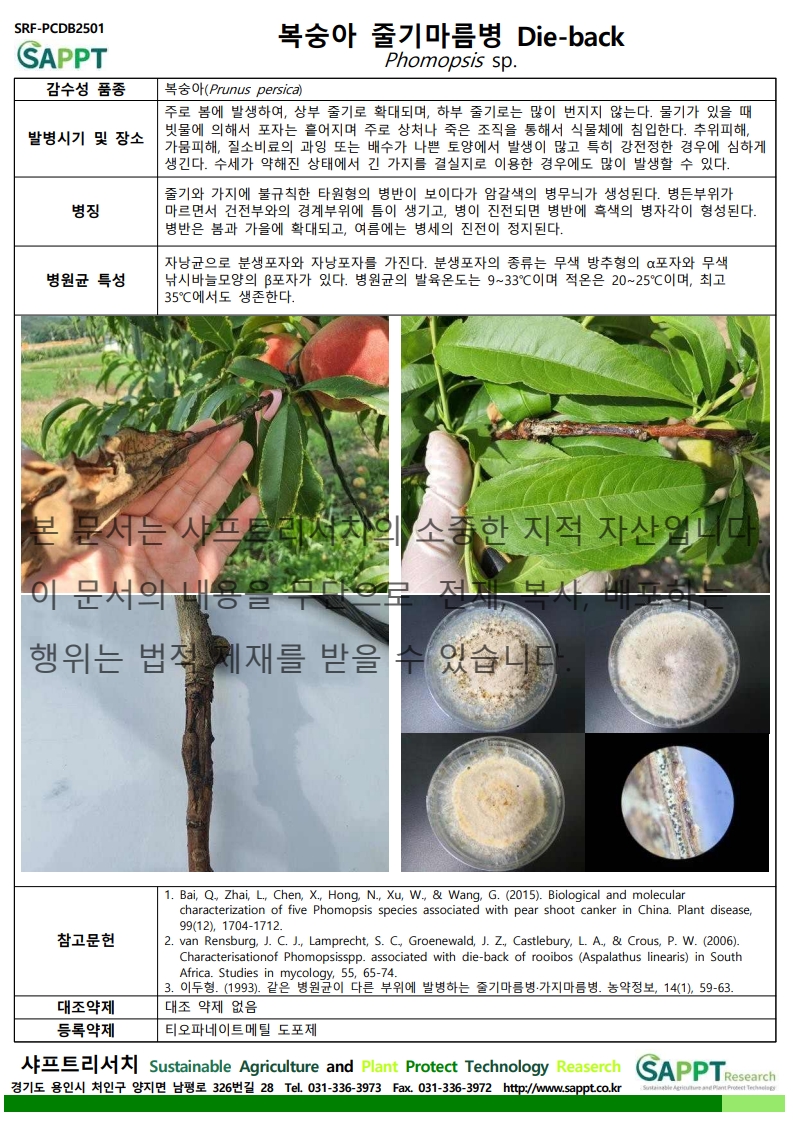 SRF-PCDB2501
SAPPT
복숭아 줄기마름병 Die-back
Phomopsis sp.
감수성 품종
복숭아(Prunus persica)
발병시기 및 장소
주로 봄에 발생하여, 상부 줄기로 확대되며, 하부 줄기로는 많이 번지지 않는다. 물기가 있을 때
빗물에 의해서 포자는 흩어지며 주로 상처나 죽은 조직을 통해서 식물체에 침입한다. 추위피해,
가뭄피해, 질소비료의 과잉 또는 배수가 나쁜 토양에서 발생이 많고 특히 강전정한 경우에 심하게
생긴다. 수세가 약해진 상태에서 긴 가지를 결실지로 이용한 경우에도 많이 발생할 수 있다.
병징
줄기와 가지에 불규칙한 타원형의 병반이 보이다가 암갈색의 병무늬가 생성된다. 병든부위가
마르면서 건전부와의 경계부위에 틈이 생기고, 병이 진전되면 병반에 흑색의 병자각이 형성된다.
병반은 봄과 가을에 확대되고, 여름에는 병세의 진전이 정지된다.
병원균 특성
자낭균으로 분생포자와 자낭포자를 가진다. 분생포자의 종류는 무색 방추형의 α포자와 무색
낚시바늘모양의 β포자가 있다. 병원균의 발육온도는 9~33℃이며 적온은 20~25℃이며, 최고
35℃에서도 생존한다.
본 문서는 샤프트리서치의 소중한 지적 자산입니다.
이 문서의 내용을 무단으로 전재, 복사, 배포하는
행위는 법적 제재를 받을 수 있습니다.
참고문헌
1. Bai, Q., Zhai, L., Chen, X., Hong, N., Xu, W., & Wang, G. (2015). Biological and molecular
characterization of five Phomopsis species associated with pear shoot canker in China. Plant disease,
99(12), 1704-1712.
2. van Rensburg, J. C. J., Lamprecht, S. C., Groenewald, J. Z., Castlebury, L. A., & Crous, P. W. (2006).
Characterisationof Phomopsisspp. associated with die-back of rooibos (Aspalathus linearis) in South
Africa. Studies in mycology, 55, 65-74.
3. 이두형. (1993). 같은 병원균이 다른 부위에 발병하는 줄기마름병·가지마름병. 농약정보, 14(1), 59-63.
대조약제
대조 약제 없음
등록약제
티오파네이트메틸 도포제
샤프트리서치 Sustainable Agriculture and Plant Protect Technology Reaserch
경기도 용인시 처인구 양지면 남평로 326번길 28 Tel. 031-336-3973 Fax. 031-336-3972 http://www.sappt.co.kr
SAPPT Research
Sustainable Agriculture and Plant Protect Technology